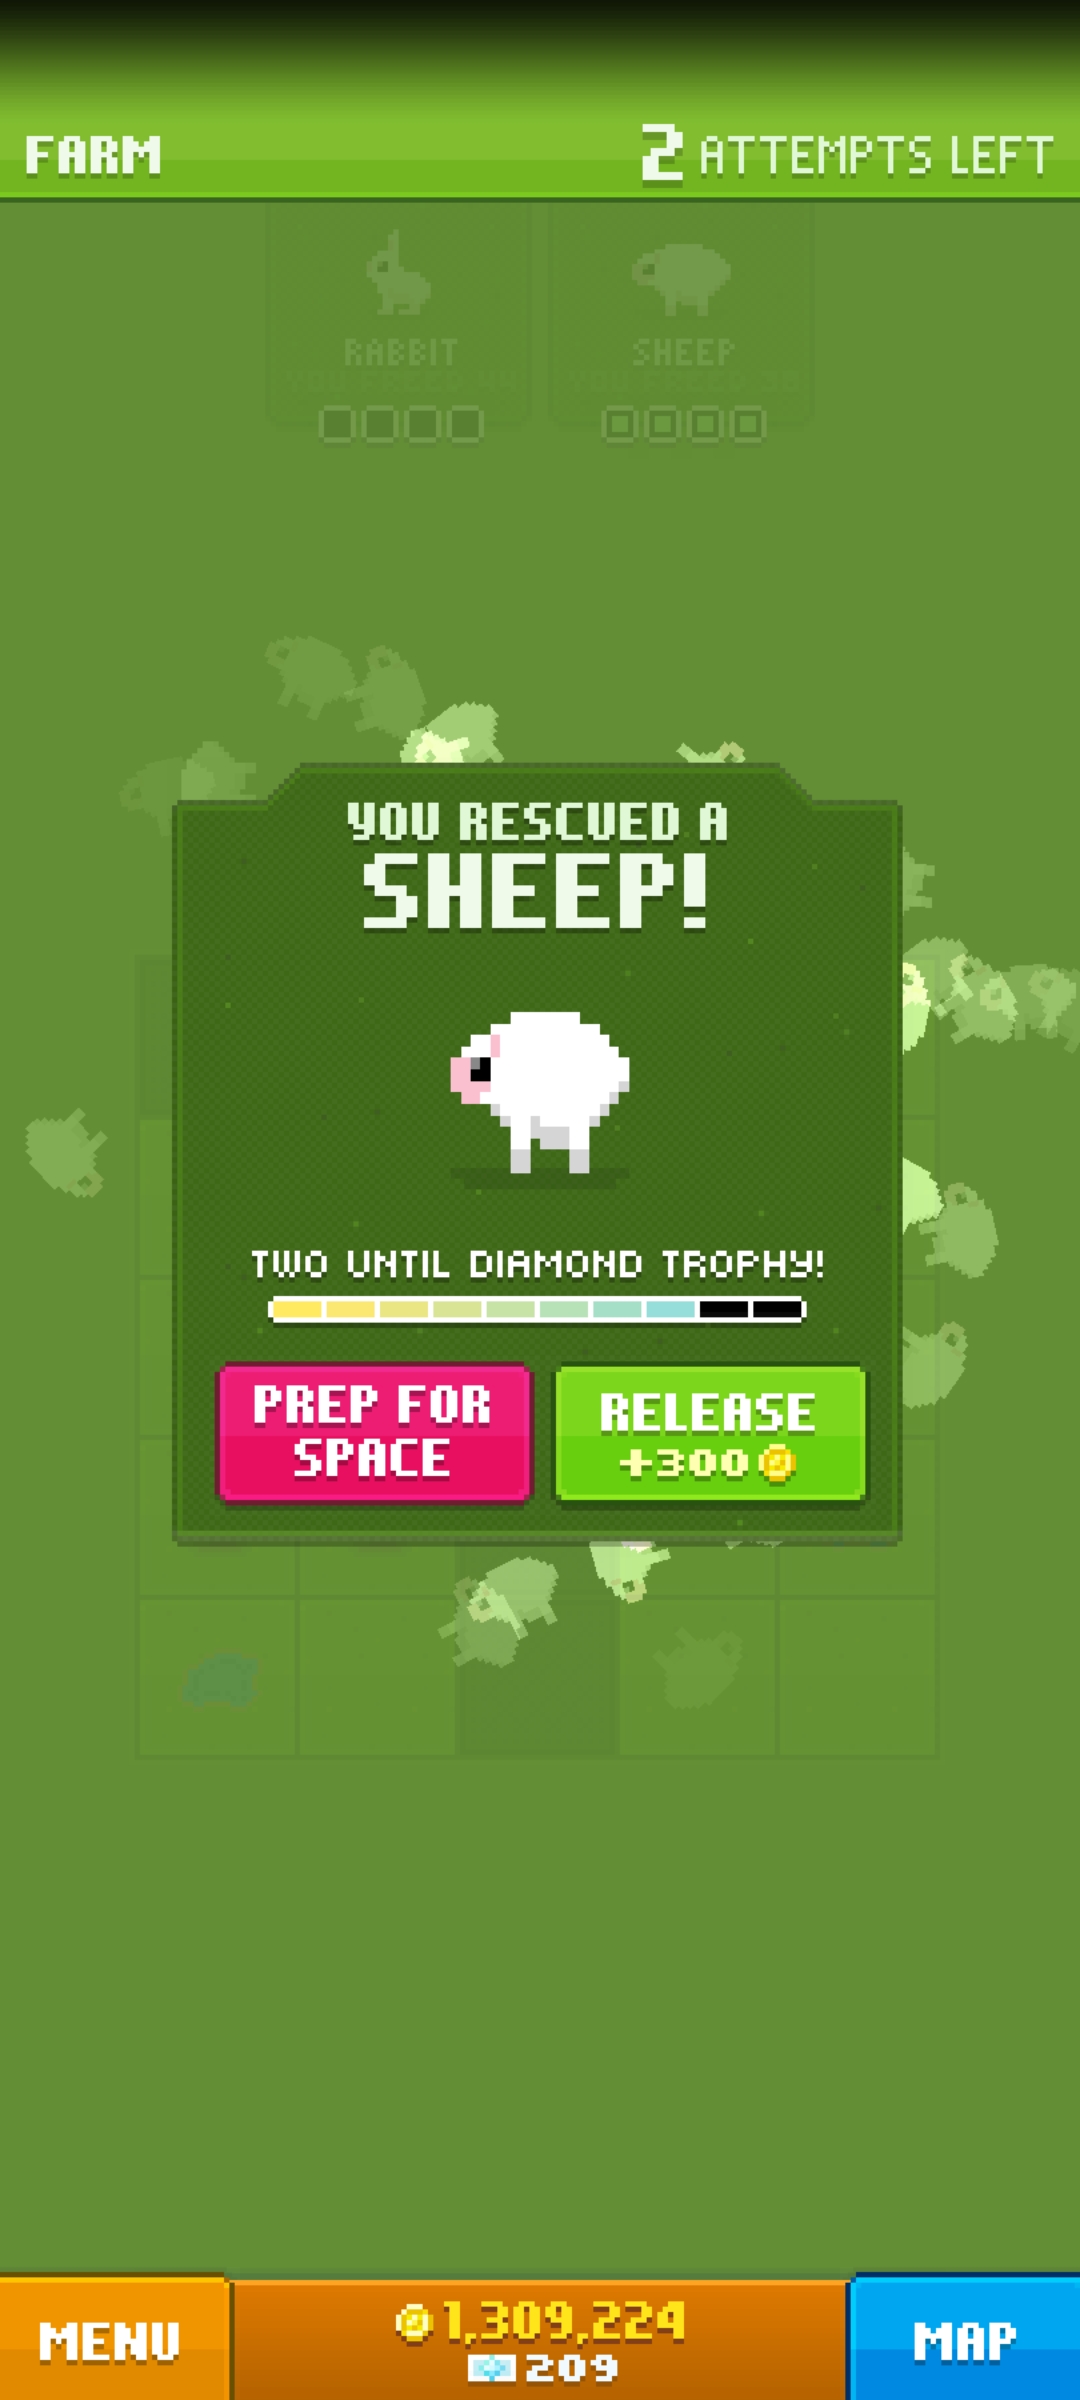 FARM
2 ATTEMPTS LEFT
RABBIT
SHEEP
YOU RESCUED A
SHEEP!
TWO UNTIL DIAMOND TROPHY!
PREP FOR
SPACE
RELEASE
+300
MENU
1,309,224
209
MAP